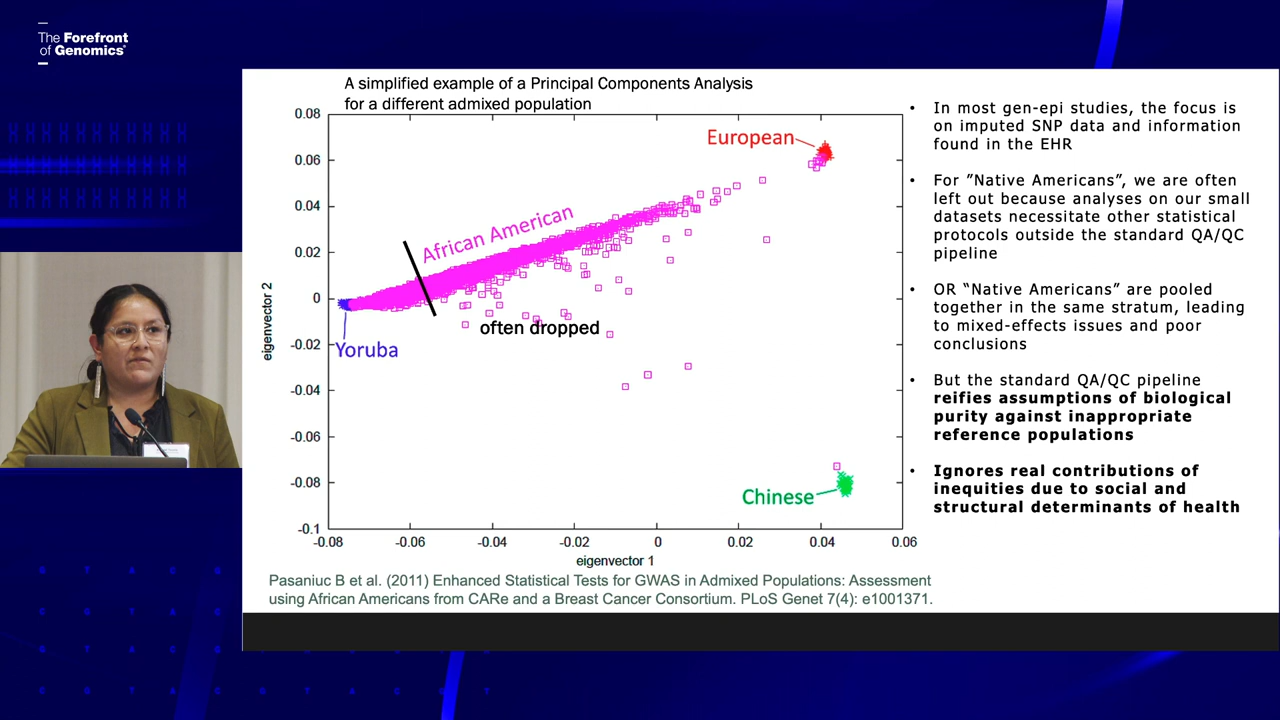 The Forefront
of Genomics®
A simplified example of a Principal Components Analysis
for a different admixed population
0.08
0.06
0.04
0.02
0
-0.02
-0.04
-0.06
-0.08
-0.1
eigenvector 2
European
African American
often dropped
Yoruba
Chinese
-0.08
-0.06
-0.04
-0.02
0
0.02
0.04
0.06
eigenvector 1
Pasaniuc B et al. (2011) Enhanced Statistical Tests for GWAS in Admixed Populations: Assessment
using African Americans from CARe and a Breast Cancer Consortium. PLoS Genet 7(4): e1001371.
• In most gen-epi studies, the focus is
on imputed SNP data and information
found in the EHR
• For ”Native Americans”, we are often
left out because analyses on our small
datasets necessitate other statistical
protocols outside the standard QA/QC
pipeline
• OR “Native Americans” are pooled
together in the same stratum, leading
to mixed-effects issues and poor
conclusions
• But the standard QA/QC pipeline
reifies assumptions of biological
purity against inappropriate
reference populations
• Ignores real contributions of
inequities due to social and
structural determinants of health